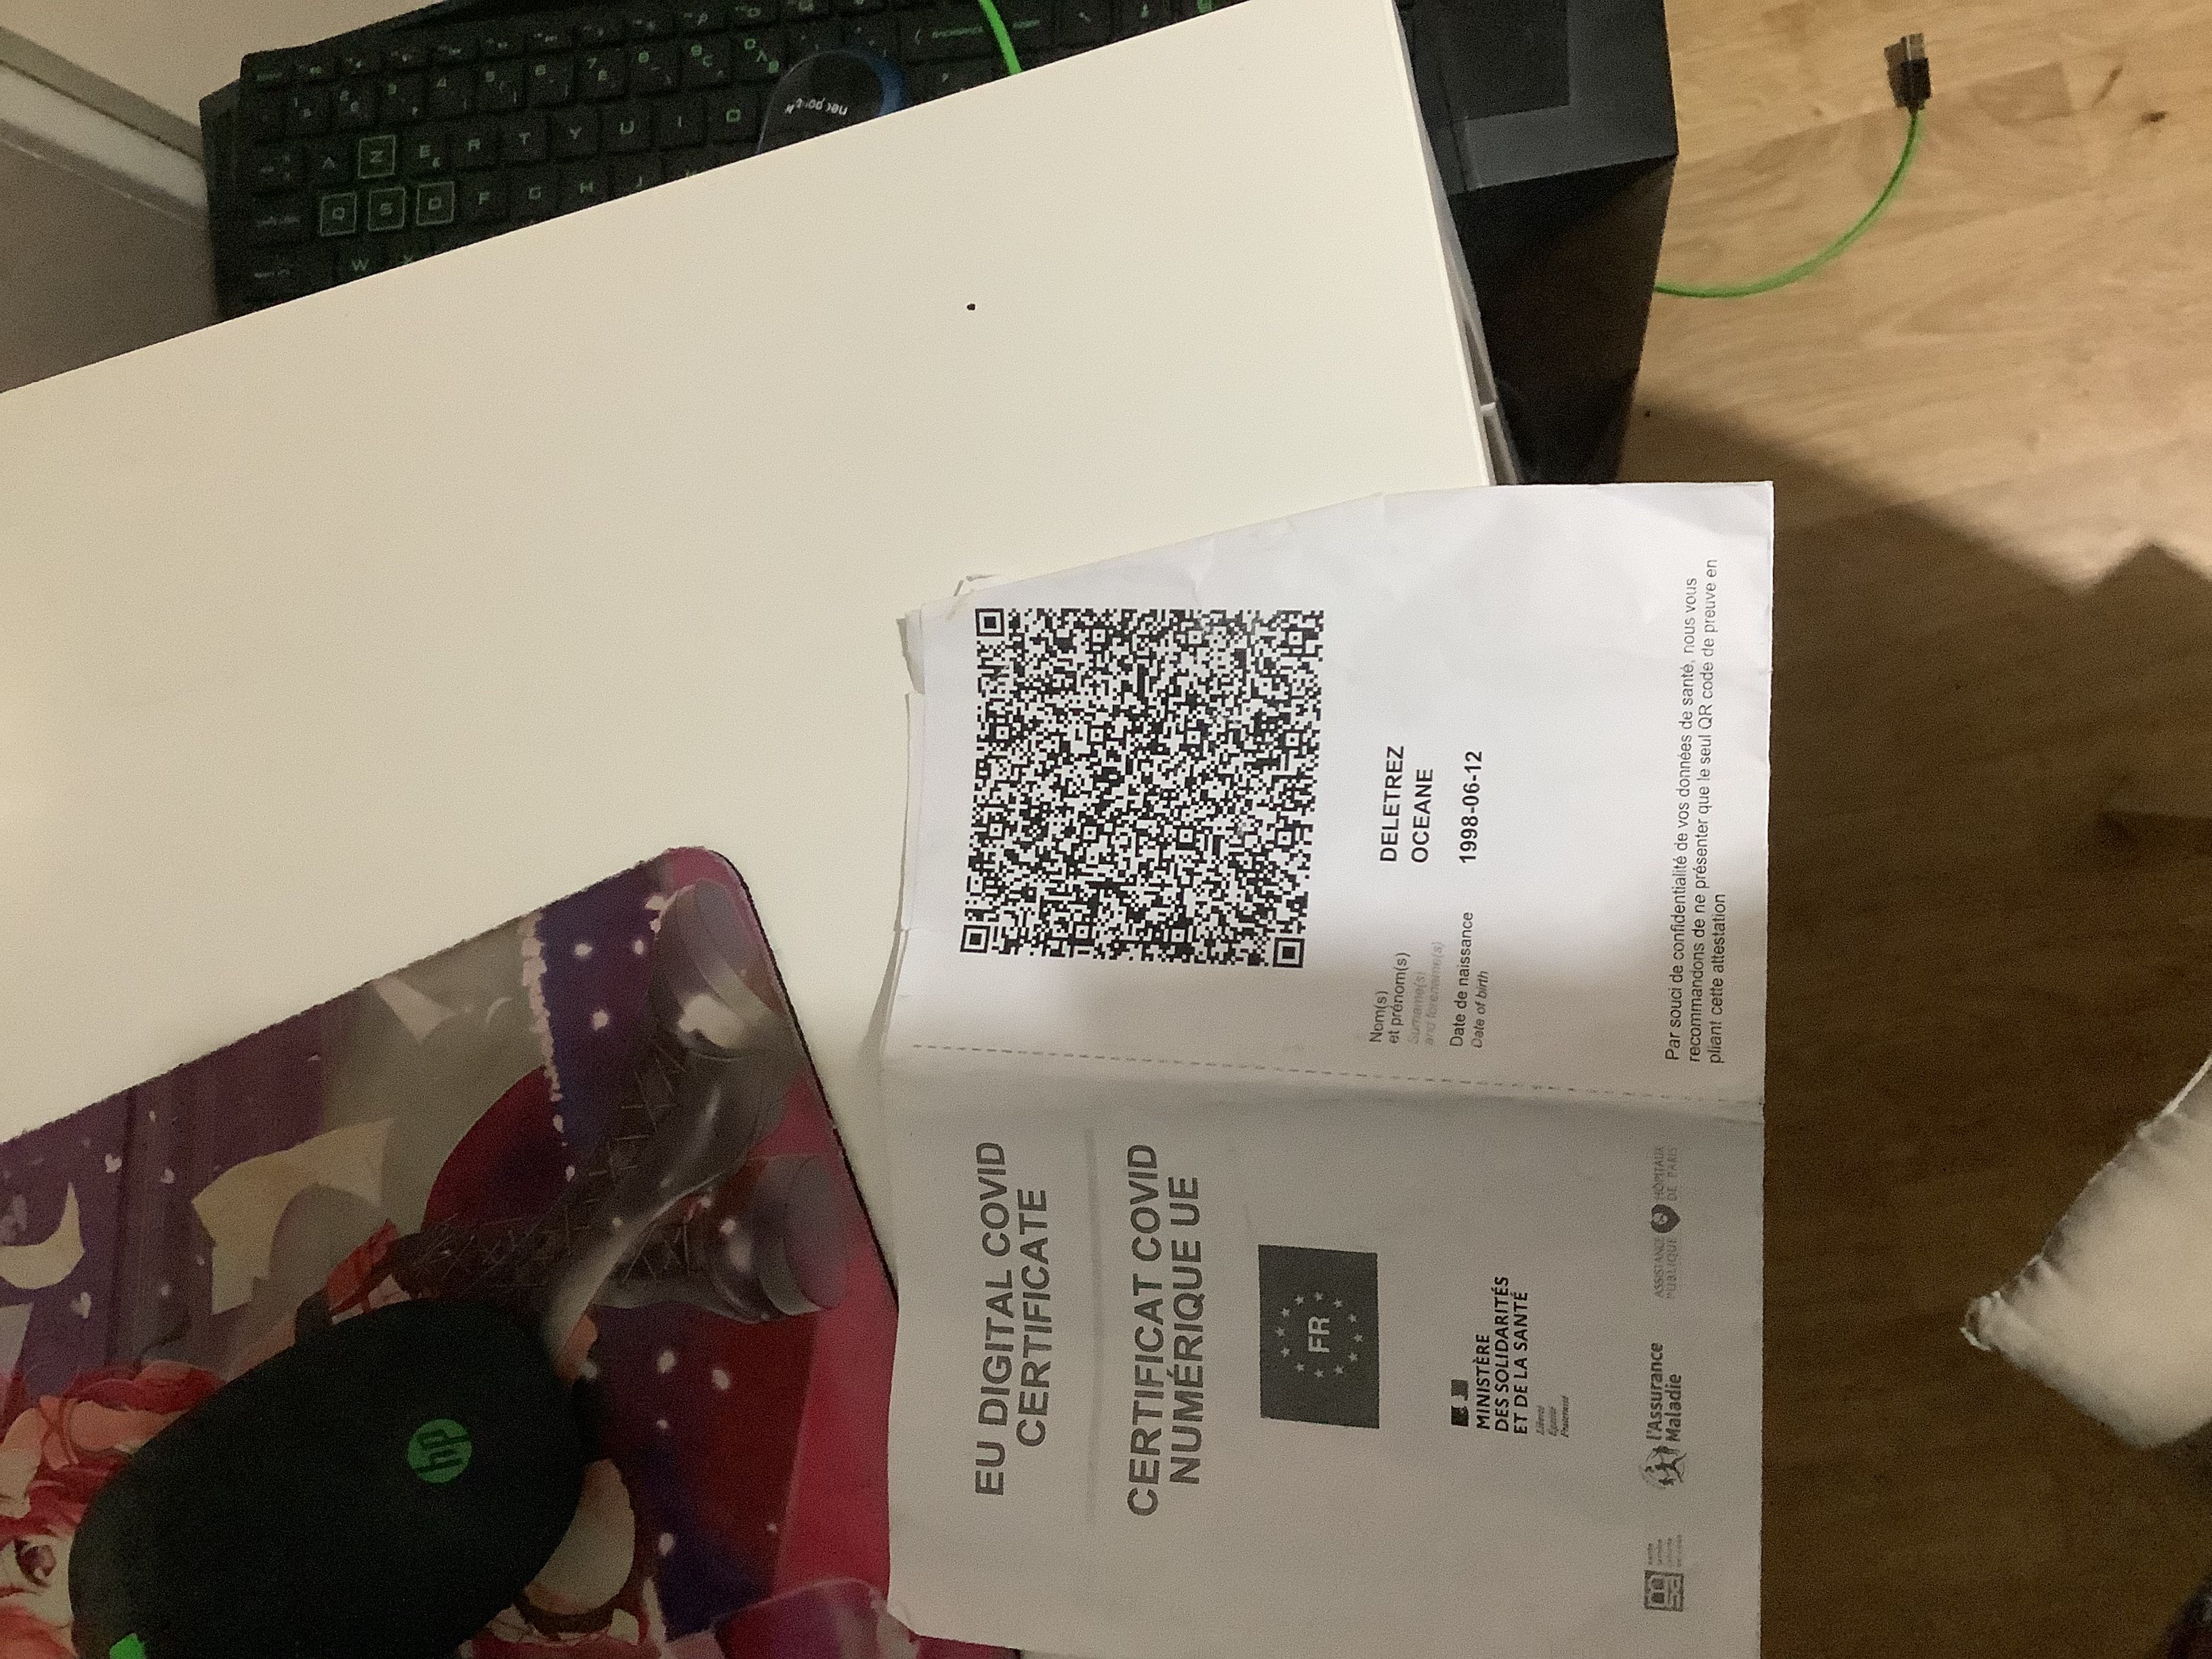 hp
EU DIGITAL COVID
CERTIFICATE
CERTIFICAT COVID
NUMÉRIQUE UE
FR
MINISTÈRE
DES SOLIDARITÉS
ET DE LA SANTÉ
Liberté
Égalité
Fraternité
l'Assurance
Maladie
ASSISTANCE HÔPITAUX
PUBLIQUE DE PARIS
Nom(s)
et prénom(s)
Surname(s)
and forename(s)
DELETREZ
OCEANE
Date de naissance
Date of birth
1998-06-12
Par souci de confidentialité de vos données de santé, nous vous
recommandons de ne présenter que le seul QR code de preuve en
pliant cette attestation